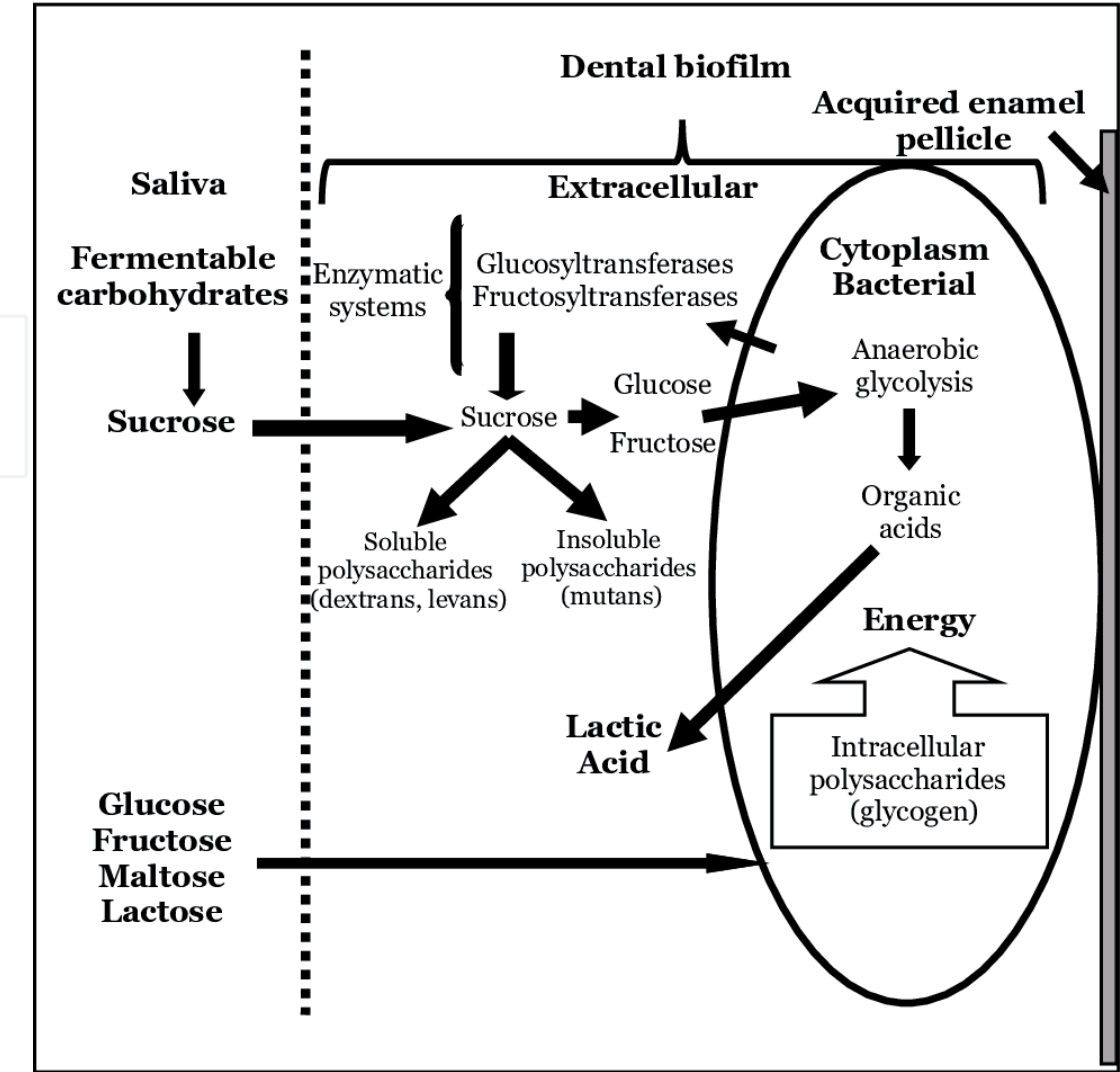 Dental biofilm
Acquired enamel
pellicle
Saliva
Extracellular
Fermentable
carbohydrates
Enzymatic
systems
Glucosyltransferases
Fructosyltransferases
Cytoplasm
Bacterial
Anaerobic
glycolysis
Sucrose
Sucrose
Glucose
Fructose
Organic
acids
Soluble
polysaccharides
(dextrans, levans)
Insoluble
polysaccharides
(mutans)
Energy
Lactic
Acid
Intracellular
polysaccharides
(glycogen)
Glucose
Fructose
Maltose
Lactose